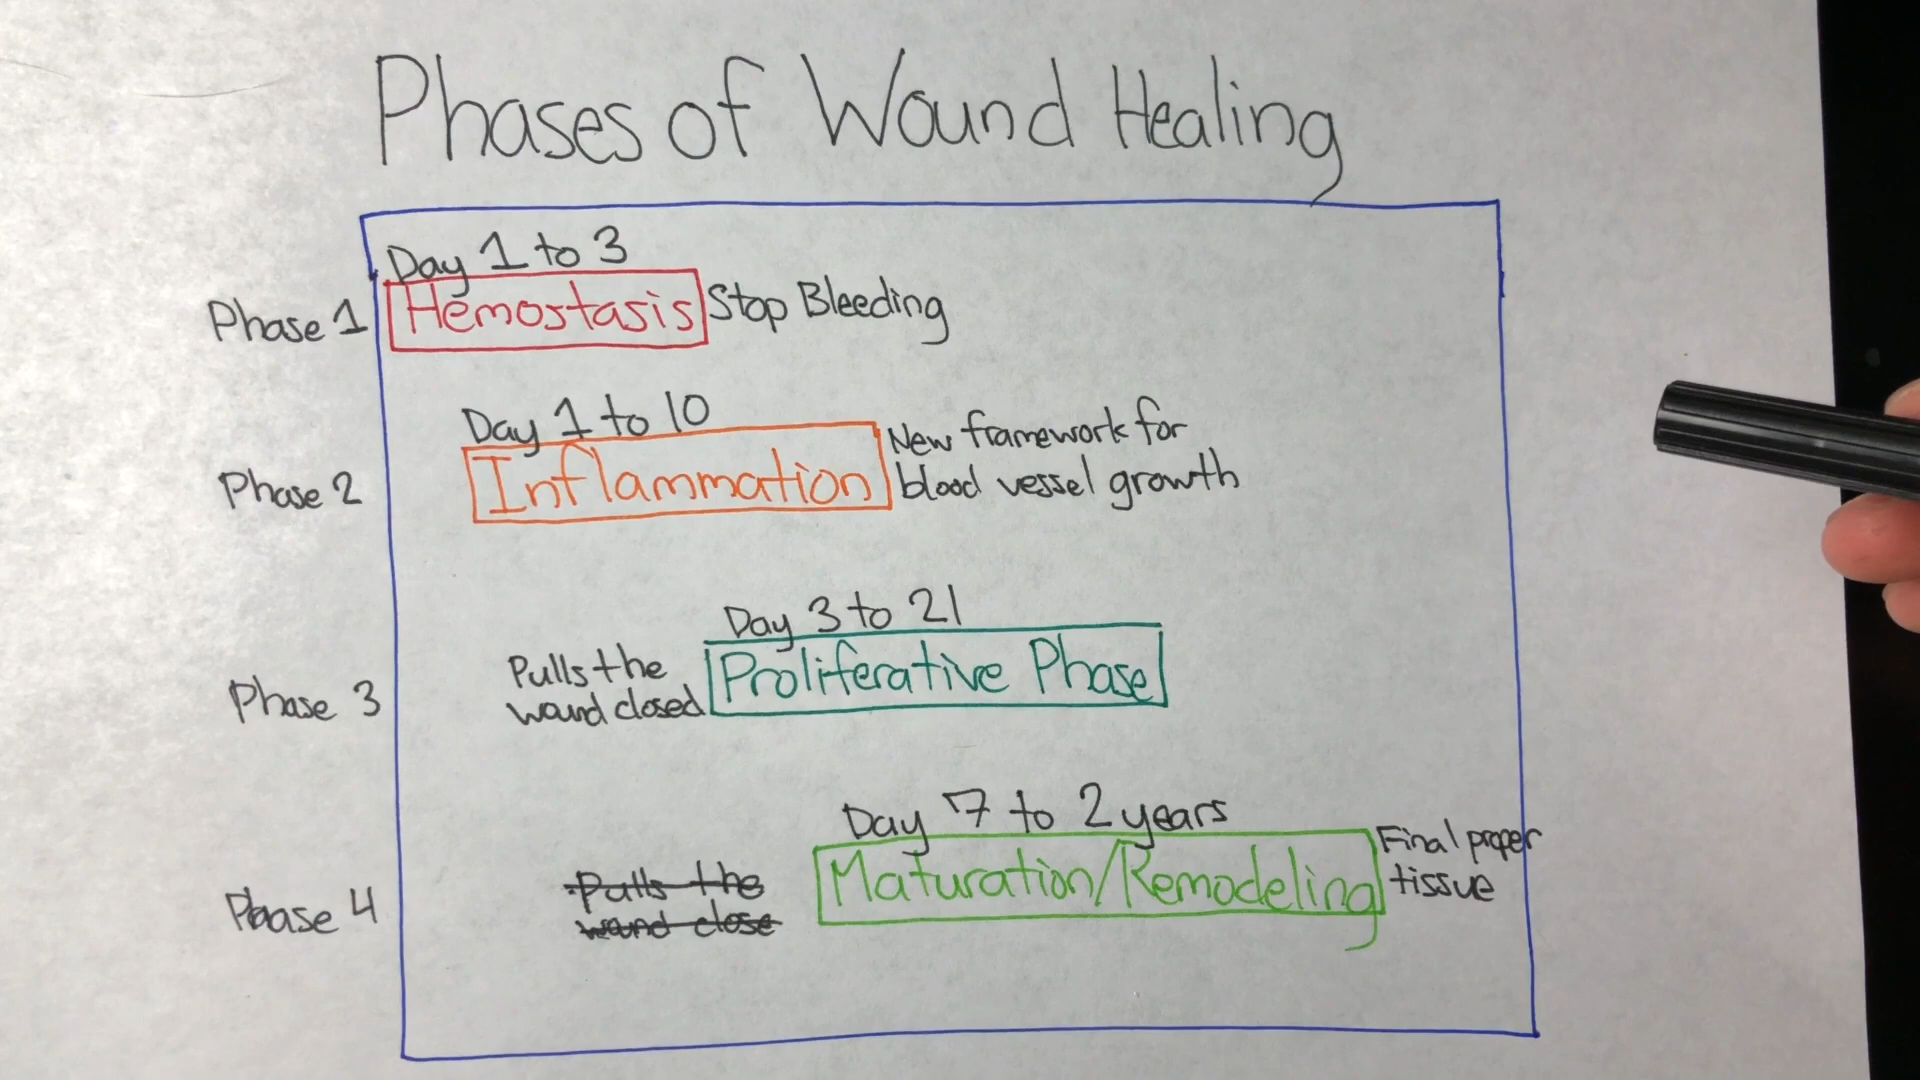 Phases of Wound Healing
Day 1 to 3
Phase 1 Hemostasis Stop Bleeding
Day 1 to 10
New framework for
Phase 2 Inflammation blood vessel growth
Day 3 to 21
Pulls the
Phase 3 wound closed Proliferative Phase
Day 7 to 2 years
Final proper
Pulls the
Phase 4 Maturation/Remodeling tissue
wound close